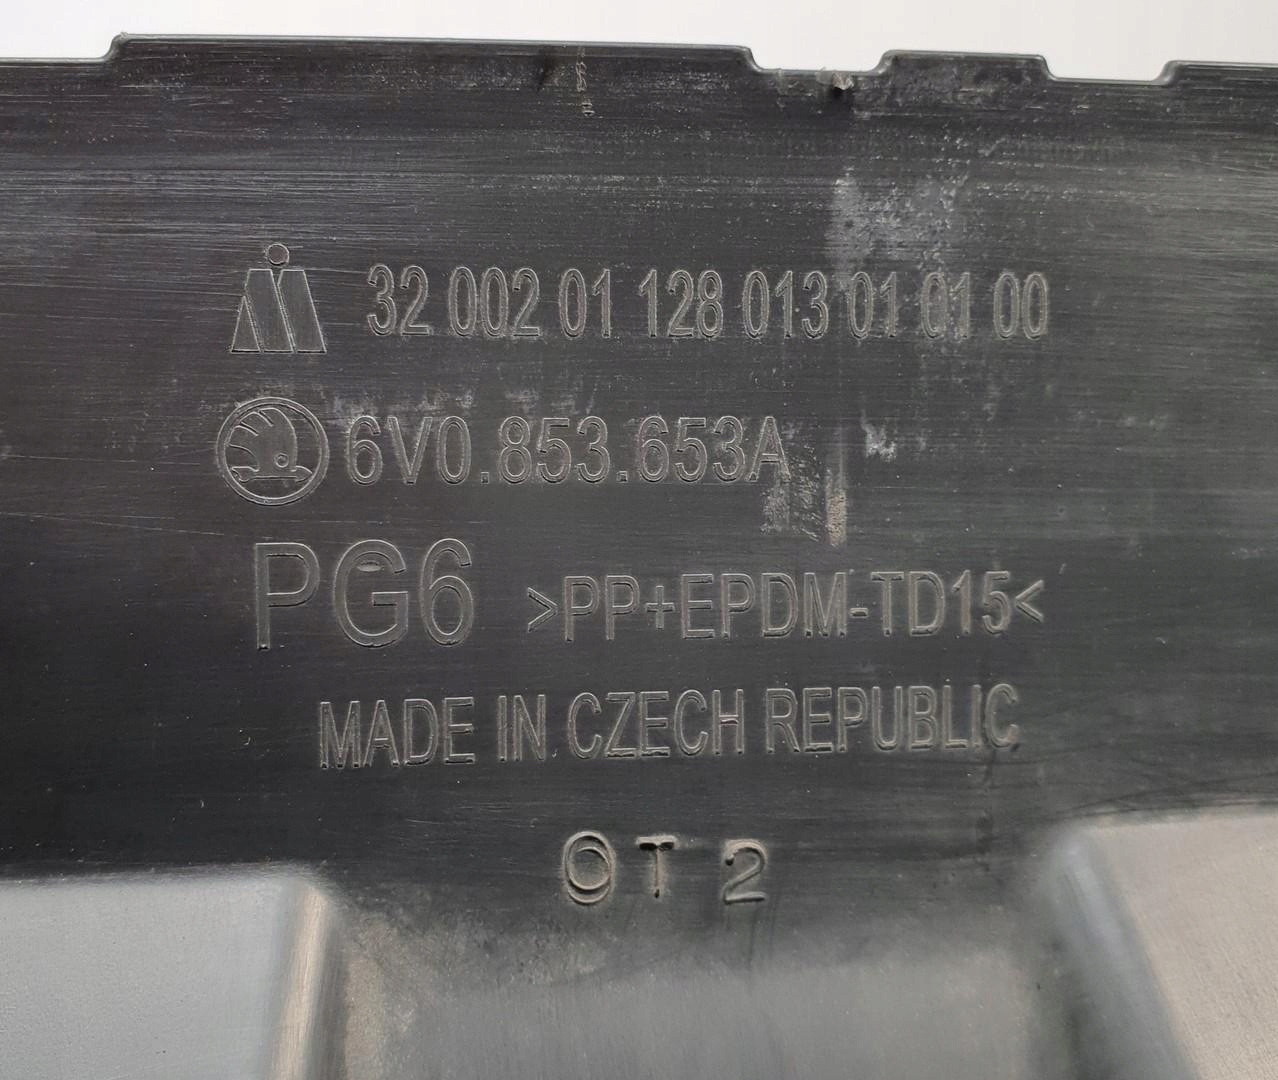 32 002 01 128 013 01 01 00
6V0.853.653A
PG6 >PP+EPDM-TD15<
MADE IN CZECH REPUBLIC
6T2